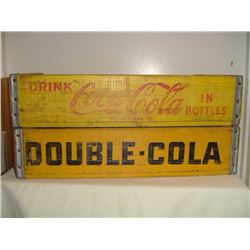 DRINK Coca-Cola IN
BOTTLES
DOUBLE-COLA